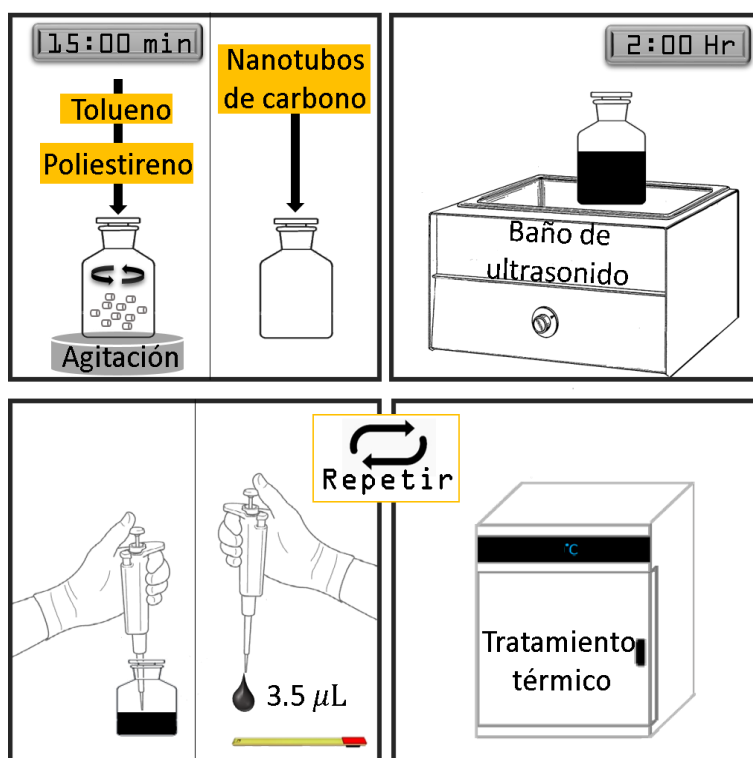 15:00 min
Tolueno
Poliestireno
Agitación
Nanotubos
de carbono
2:00 Hr
Baño de
ultrasonido
3.5 μL
Repetir
°C
Tratamiento
térmico